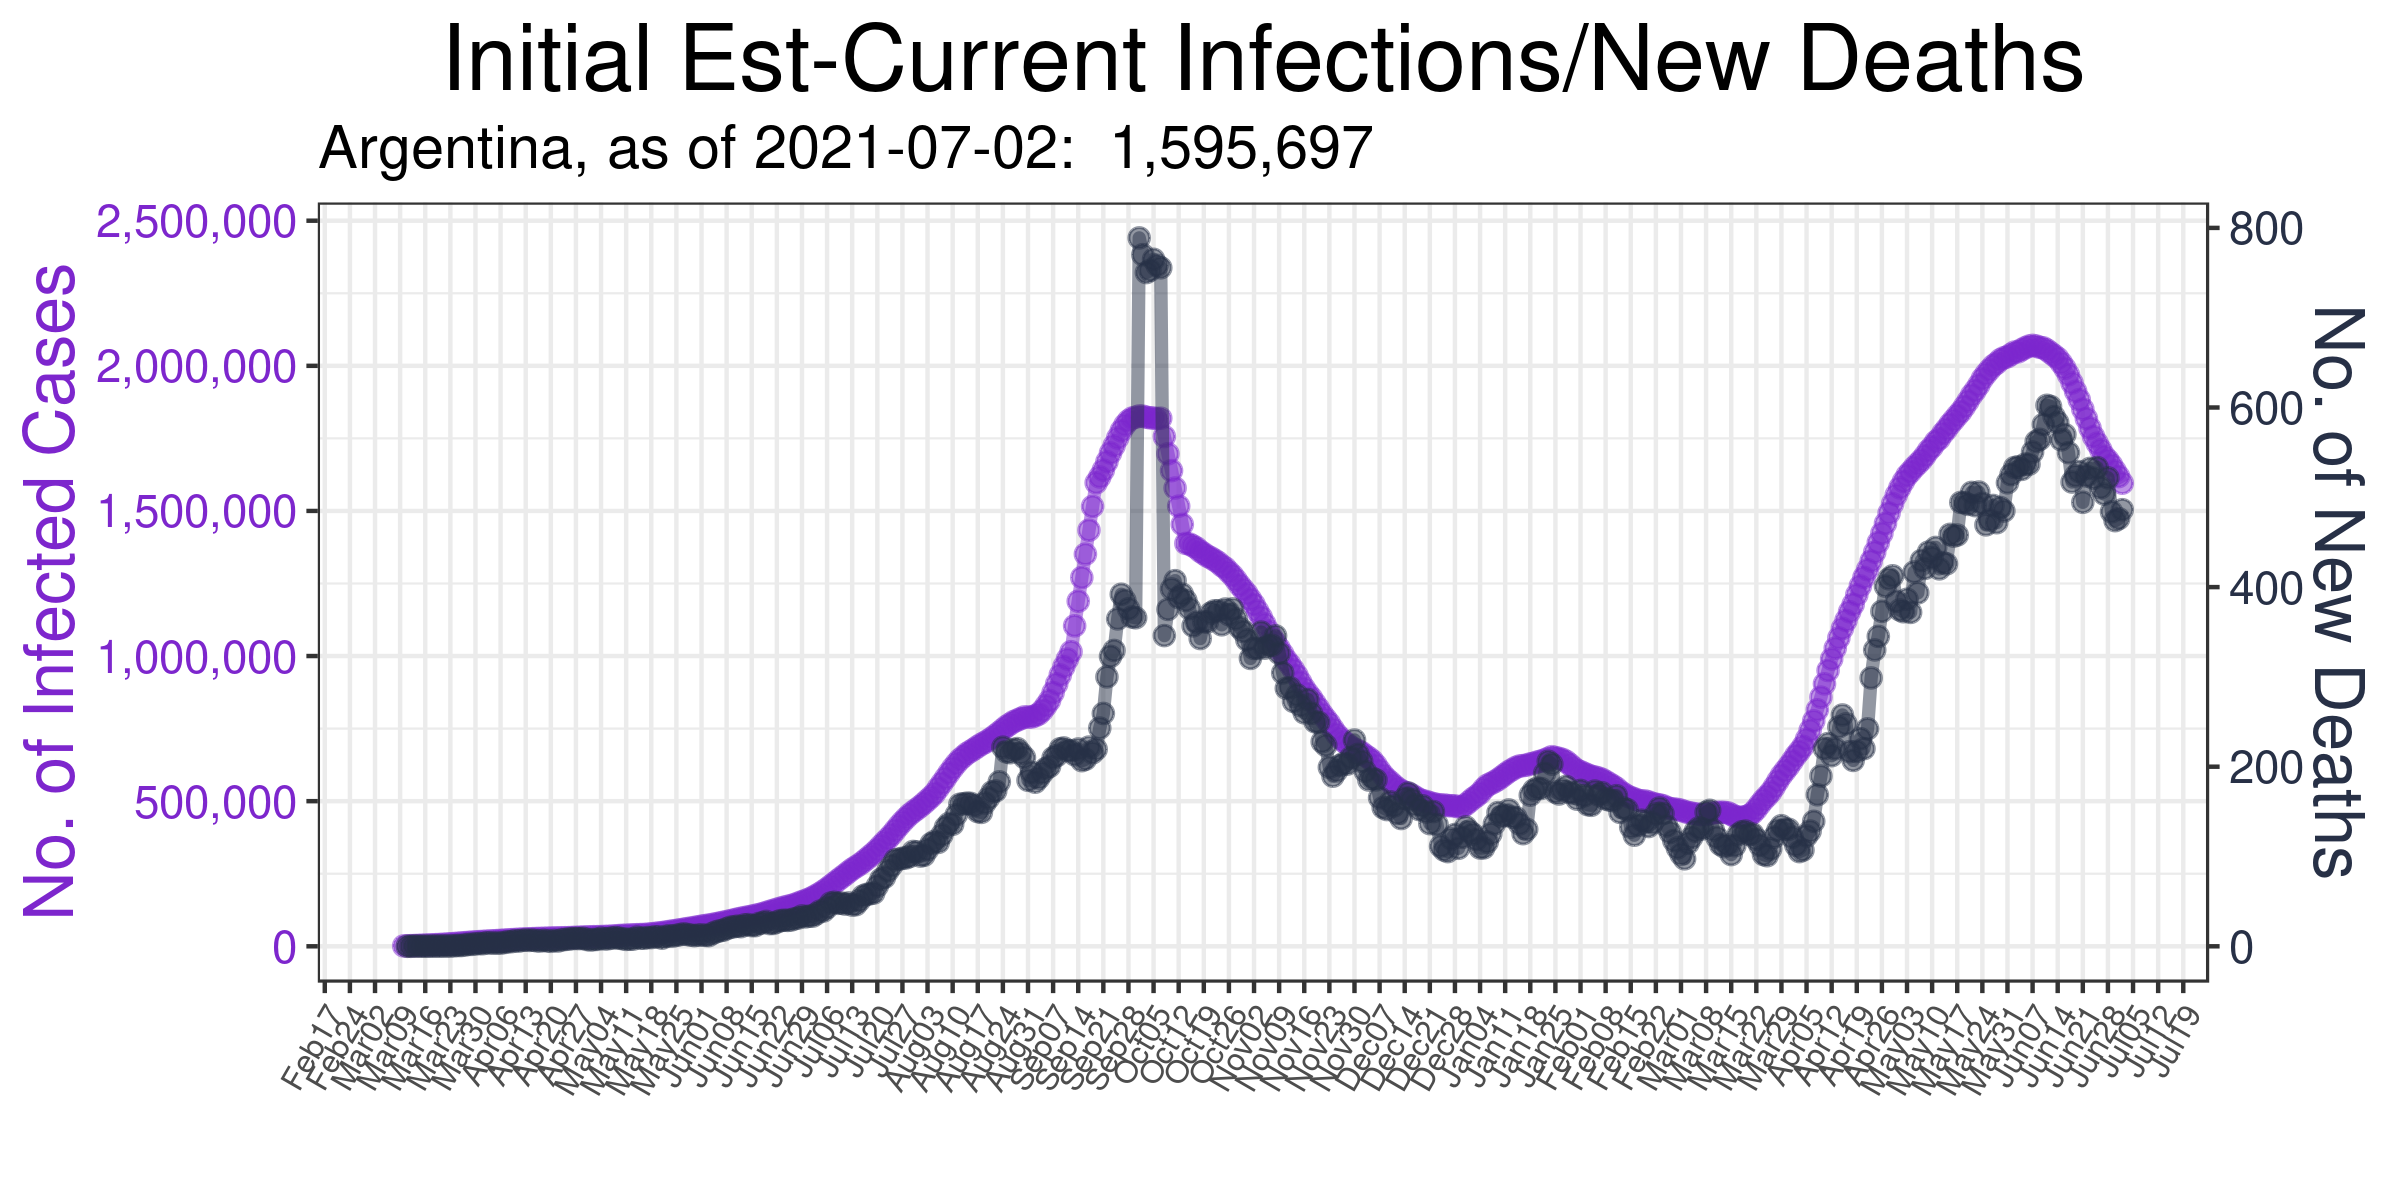 Initial Est-Current Infections/New Deaths
Argentina, as of 2021-07-02:  1,595,697
No. of Infected Cases
2,500,000
2,000,000
1,500,000
1,000,000
500,000
0
800
600
400
200
0
No. of New Deaths
Feb17
Feb24
Mar02
Mar09
Mar16
Mar23
Mar30
Apr06
Apr13
Apr20
Apr27
May04
May11
May18
May25
Jun01
Jun08
Jun15
Jun22
Jun29
Jul06
Jul13
Jul20
Jul27
Aug03
Aug10
Aug17
Aug24
Aug31
Sep07
Sep14
Sep21
Sep28
Oct05
Oct12
Oct19
Oct26
Nov02
Nov09
Nov16
Nov23
Nov30
Dec07
Dec14
Dec21
Dec28
Jan04
Jan11
Jan18
Jan25
Feb01
Feb08
Feb15
Feb22
Mar01
Mar08
Mar15
Mar22
Mar29
Apr05
Apr12
Apr19
Apr26
May03
May10
May17
May24
May31
Jun07
Jun14
Jun21
Jun28
Jul05
Jul12
Jul19